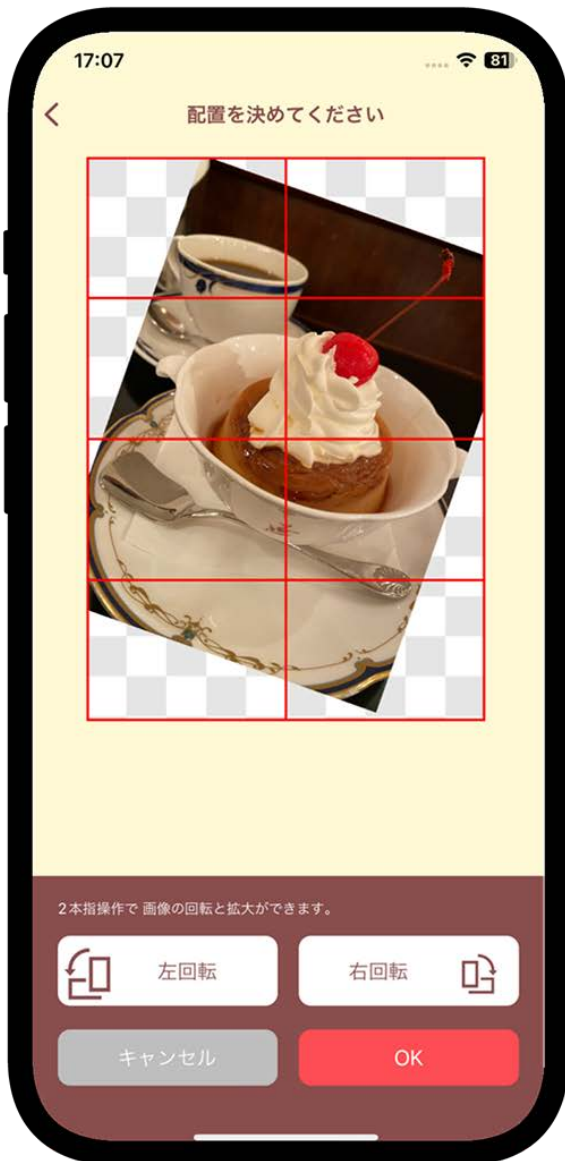 17:07
81
配置を決めてください
2本指操作で 画像の回転と拡大ができます。
左回転
右回転
キャンセル
OK